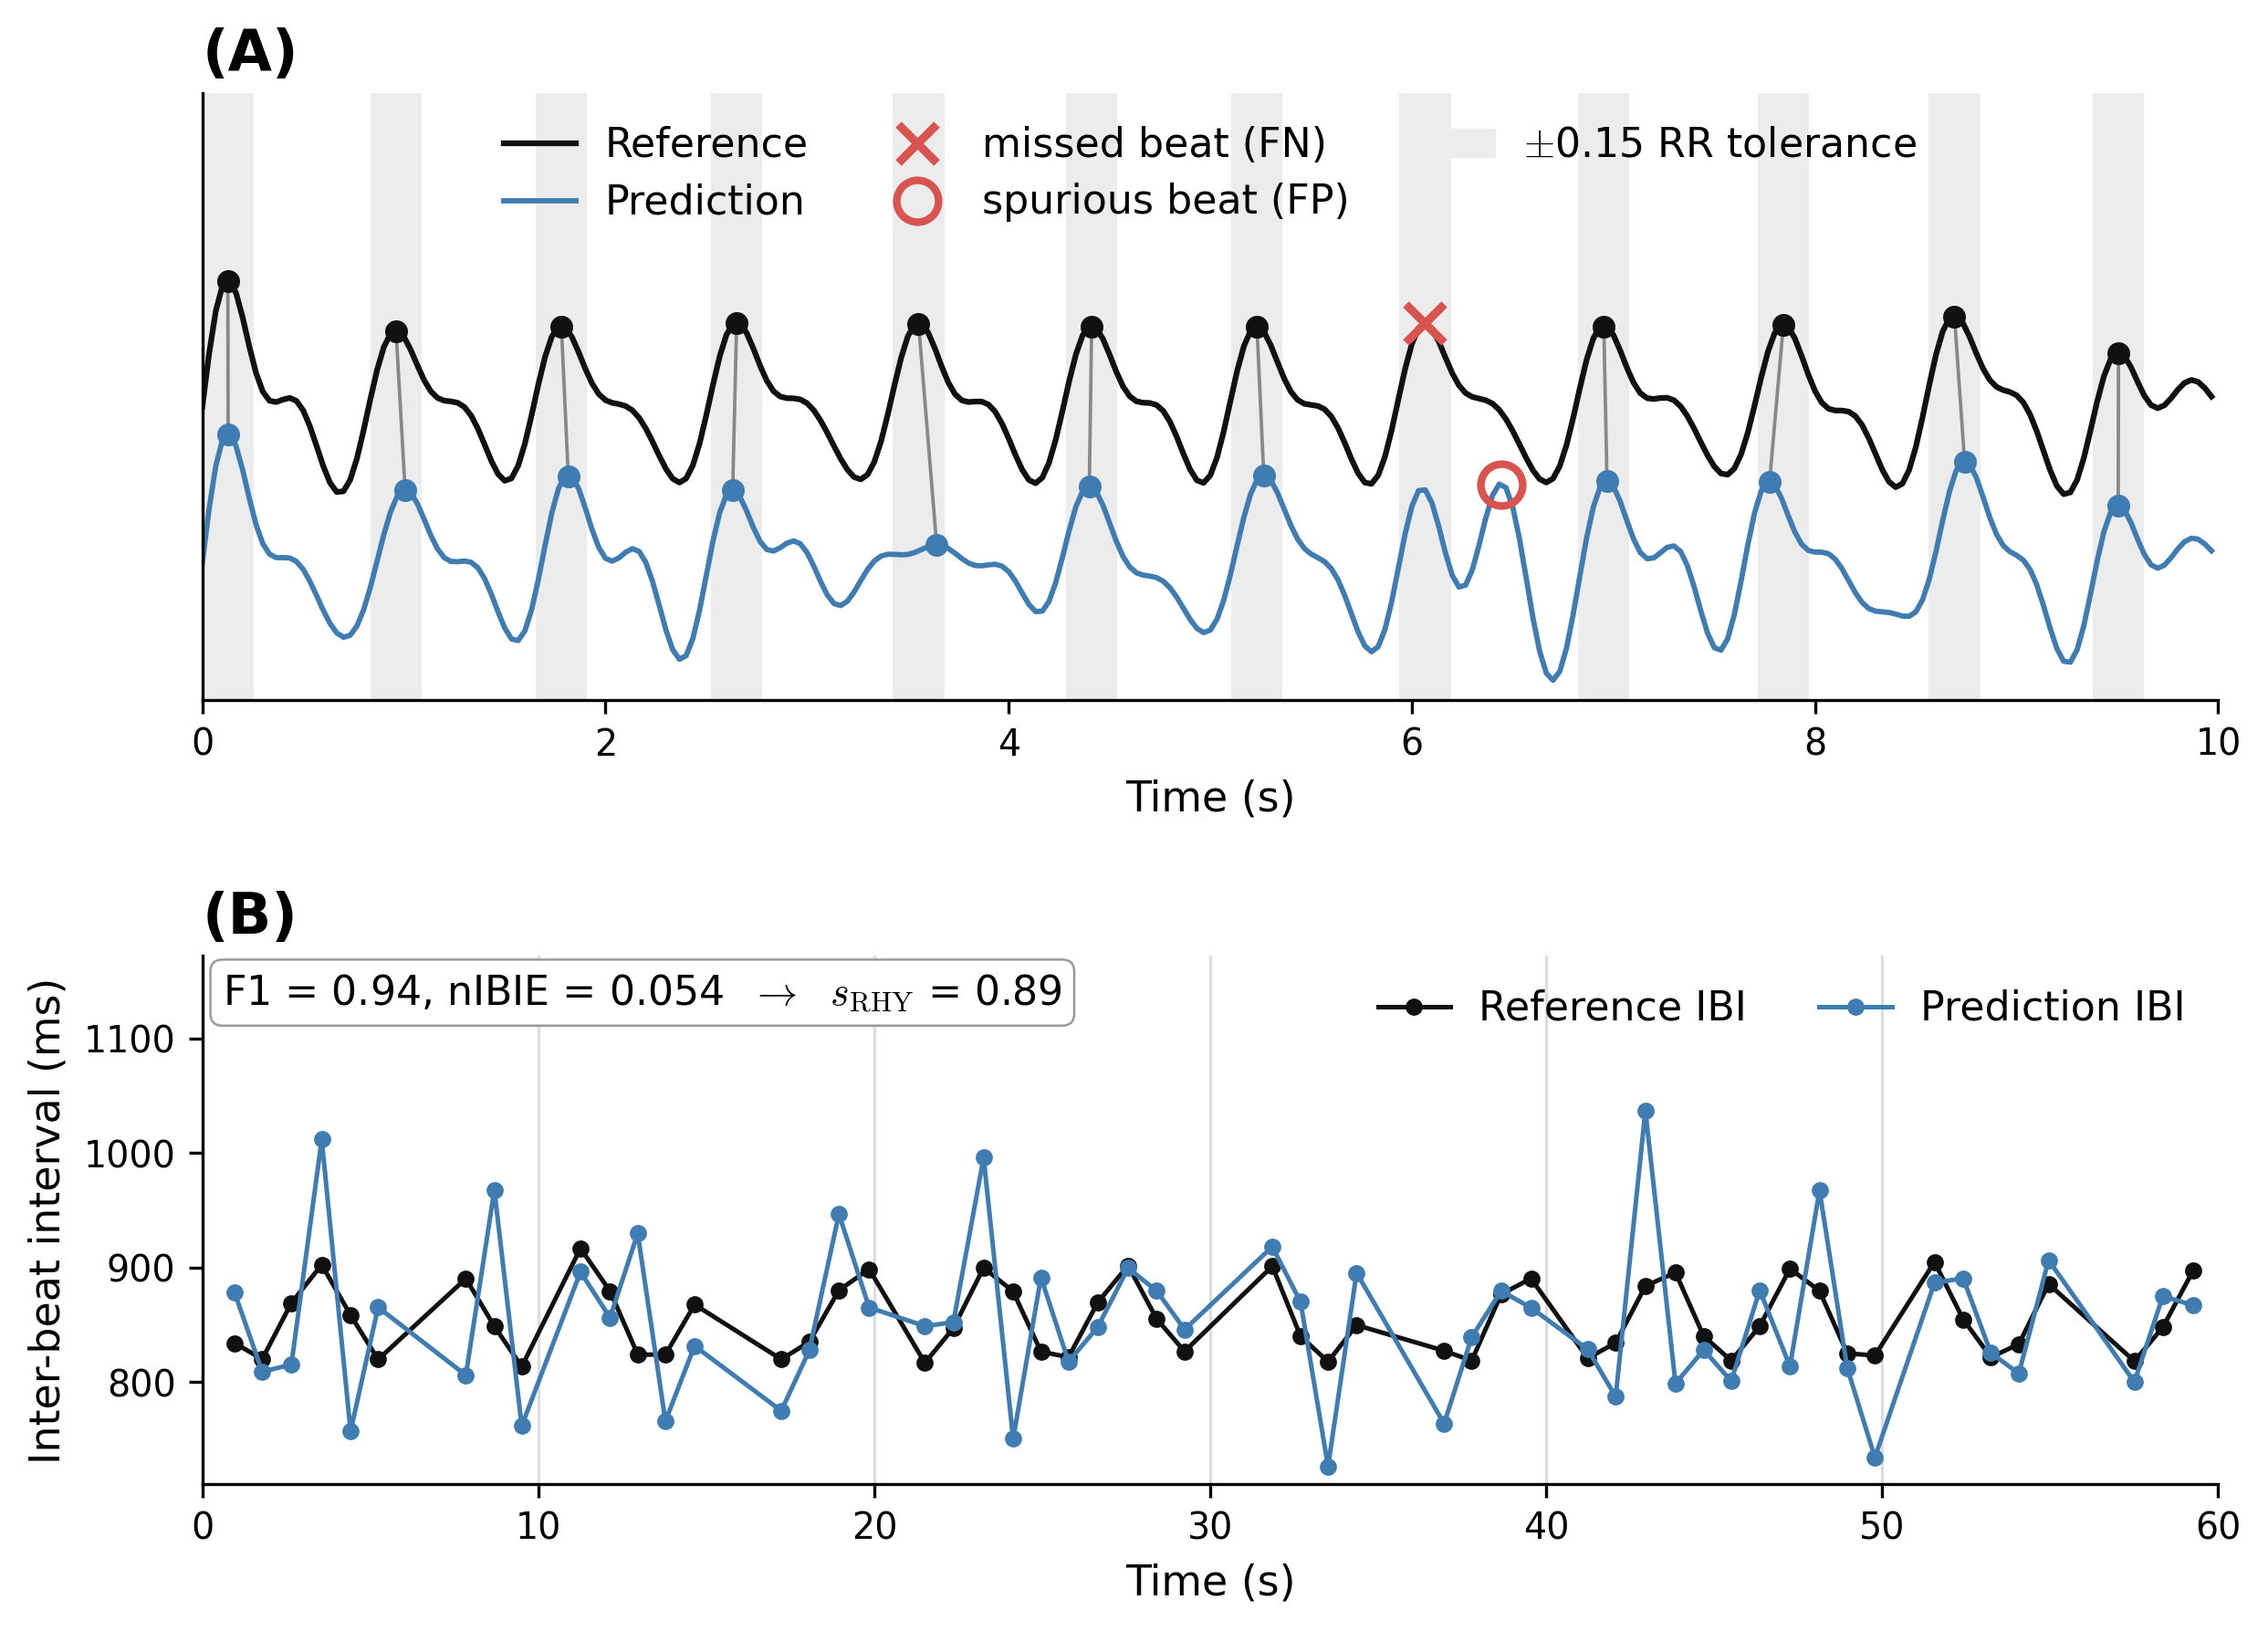 (A)
Reference
Prediction
missed beat (FN)
spurious beat (FP)
±0.15 RR tolerance
0 2 4 6 8 10
Time (s)
(B)
F1 = 0.94, nIBIE = 0.054 → sRHY = 0.89
Reference IBI
Prediction IBI
Inter-beat interval (ms)
1100
1000
900
800
0 10 20 30 40 50 60
Time (s)